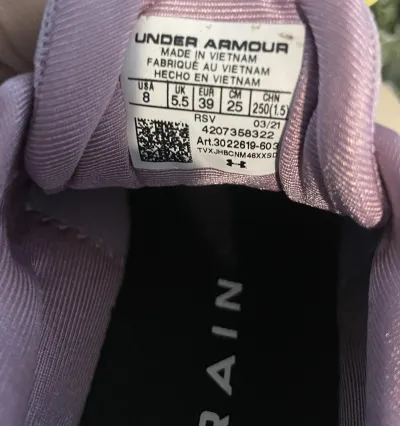 UNDER ARMOUR
MADE IN VIETNAM
FABRIQUÉ AU VIETNAM
HECHO EN VIETNAM
USA UK EUR CM CHN
8 5.5 39 25 250(1.5)
RSV 03/21
4207358322
Art.3022619-603
RAIN